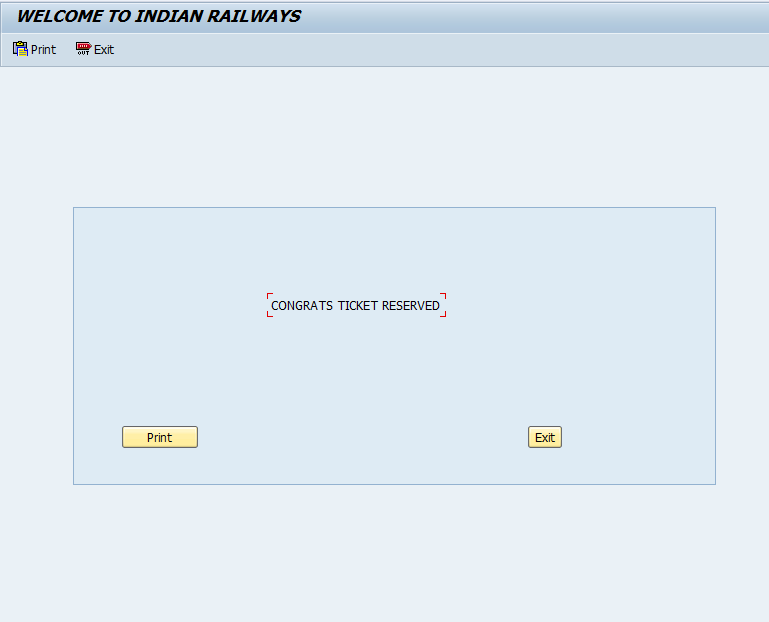 WELCOME TO INDIAN RAILWAYS
Print Exit
CONGRATS TICKET RESERVED
Print Exit